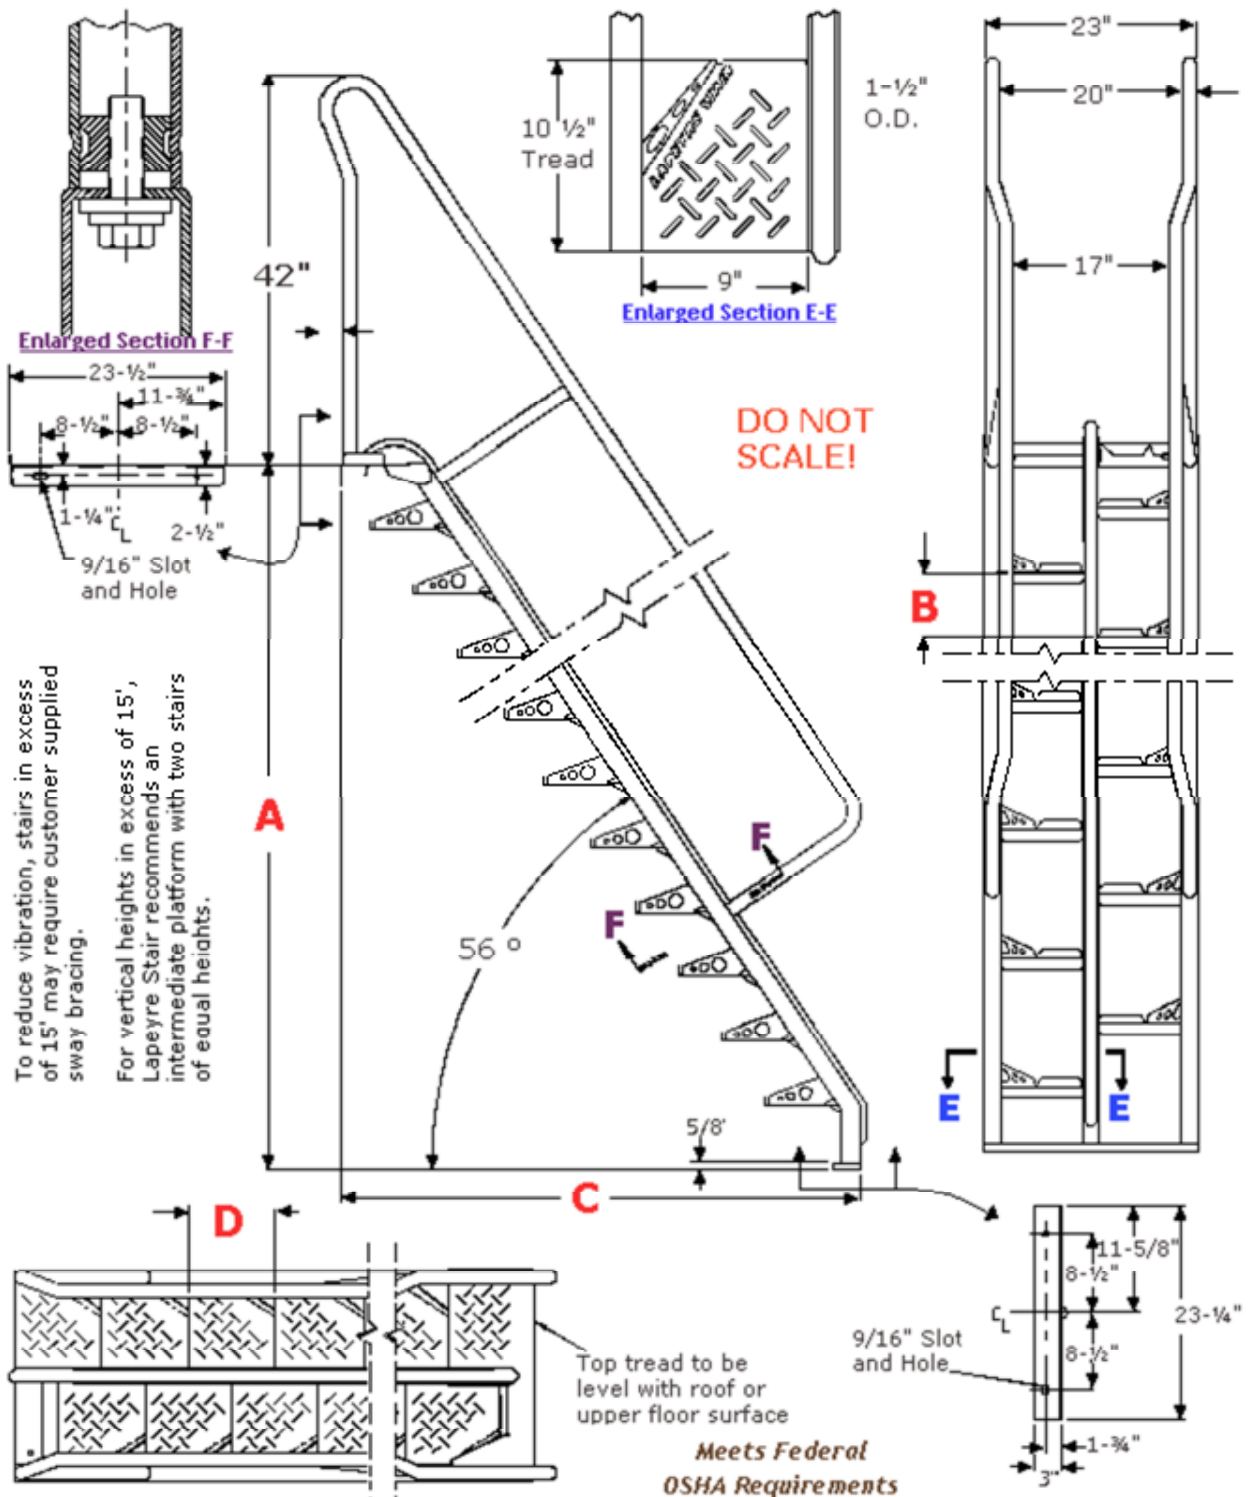 23"
20"
1-½"
O.D.
10 ½"
Tread
17"
42"
9"
Enlarged Section E-E
Enlarged Section F-F
23-½"
11-¾"
8-½"
8-½"
DO NOT
SCALE!
1-¼"
CL
2-½"
9/16" Slot
and Hole
B
To reduce vibration, stairs in excess
of 15' may require customer supplied
sway bracing.
For vertical heights in excess of 15',
Lapeyre Stair recommends an
intermediate platform with two stairs
of equal heights.
A
F
F
56 °
E
E
5/8'
C
D
11-5/8"
8-½"
CL
23-¼"
9/16" Slot
and Hole
8-½"
Top tread to be
level with roof or
upper floor surface
1-¾"
3"
Meets Federal
OSHA Requirements